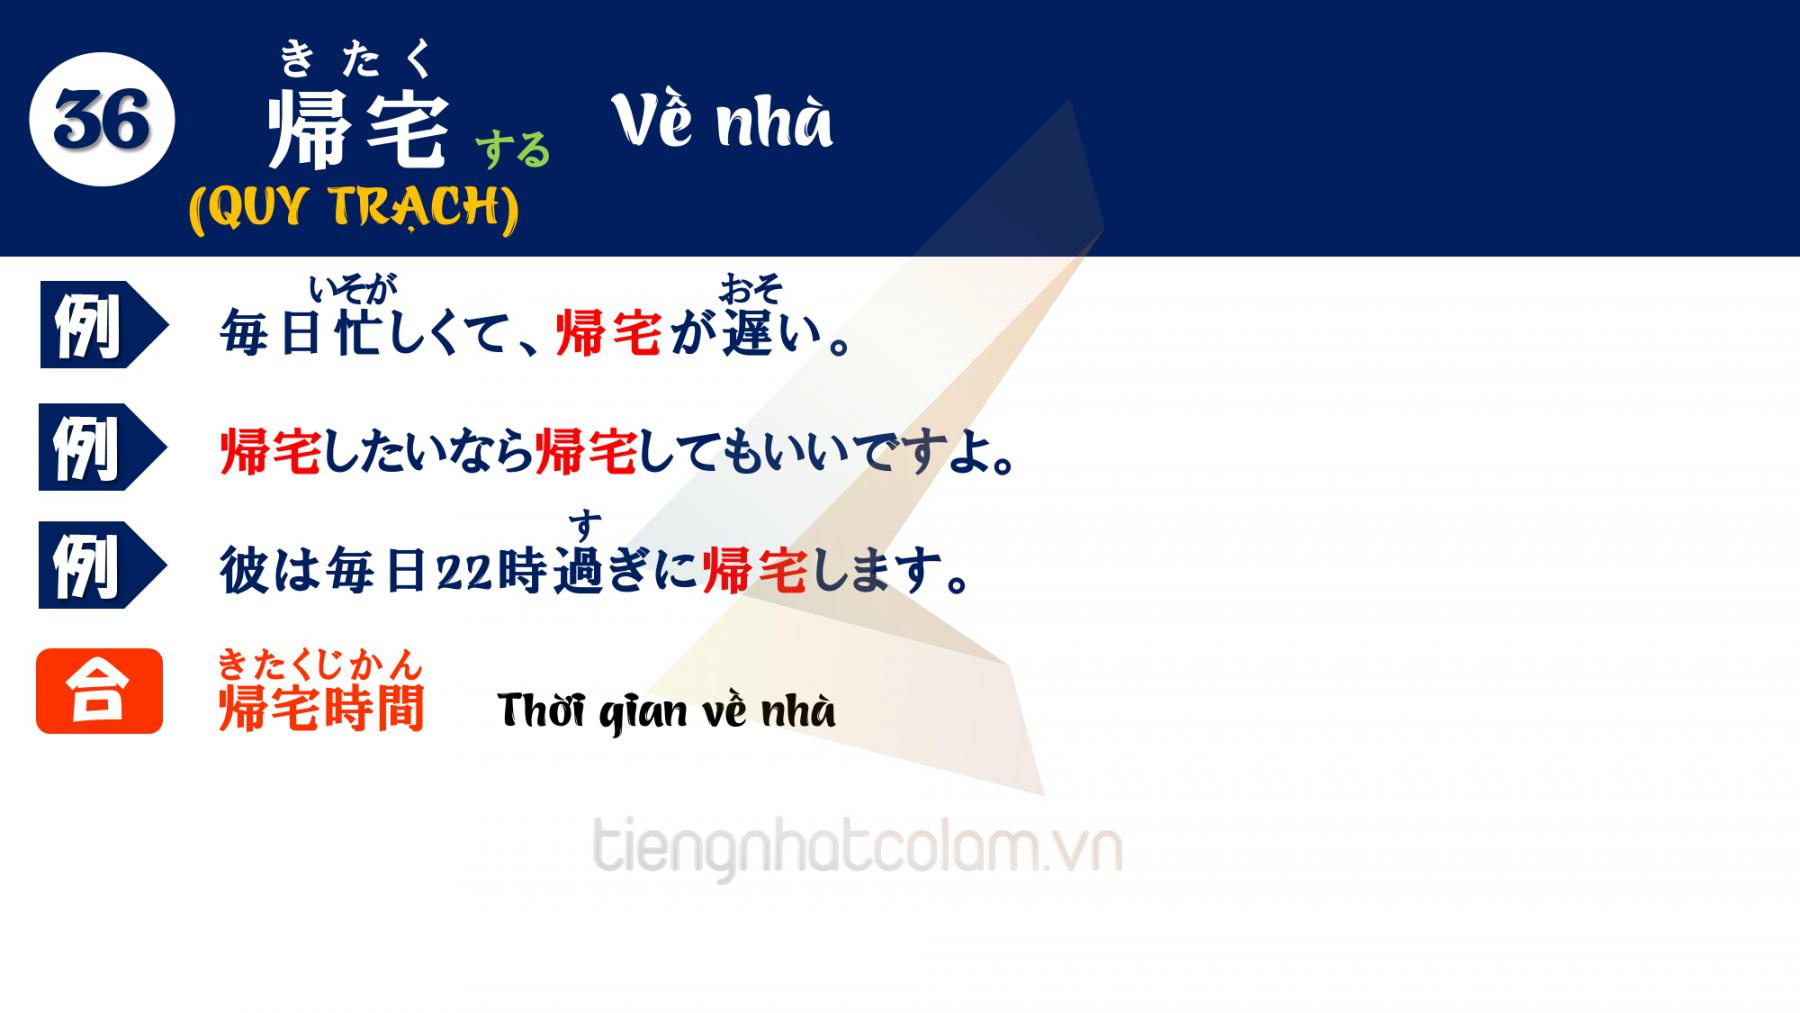 36
きたく
帰宅する
Về nhà
(QUY TRẠCH)
いそが おそ
例 毎日忙しくて、帰宅が遅い。
例 帰宅したいなら帰宅してもいいですよ。
す
例 彼は毎日22時過ぎに帰宅します。
きたくじかん
合 帰宅時間 Thời gian về nhà
tiengnhatcolam.vn